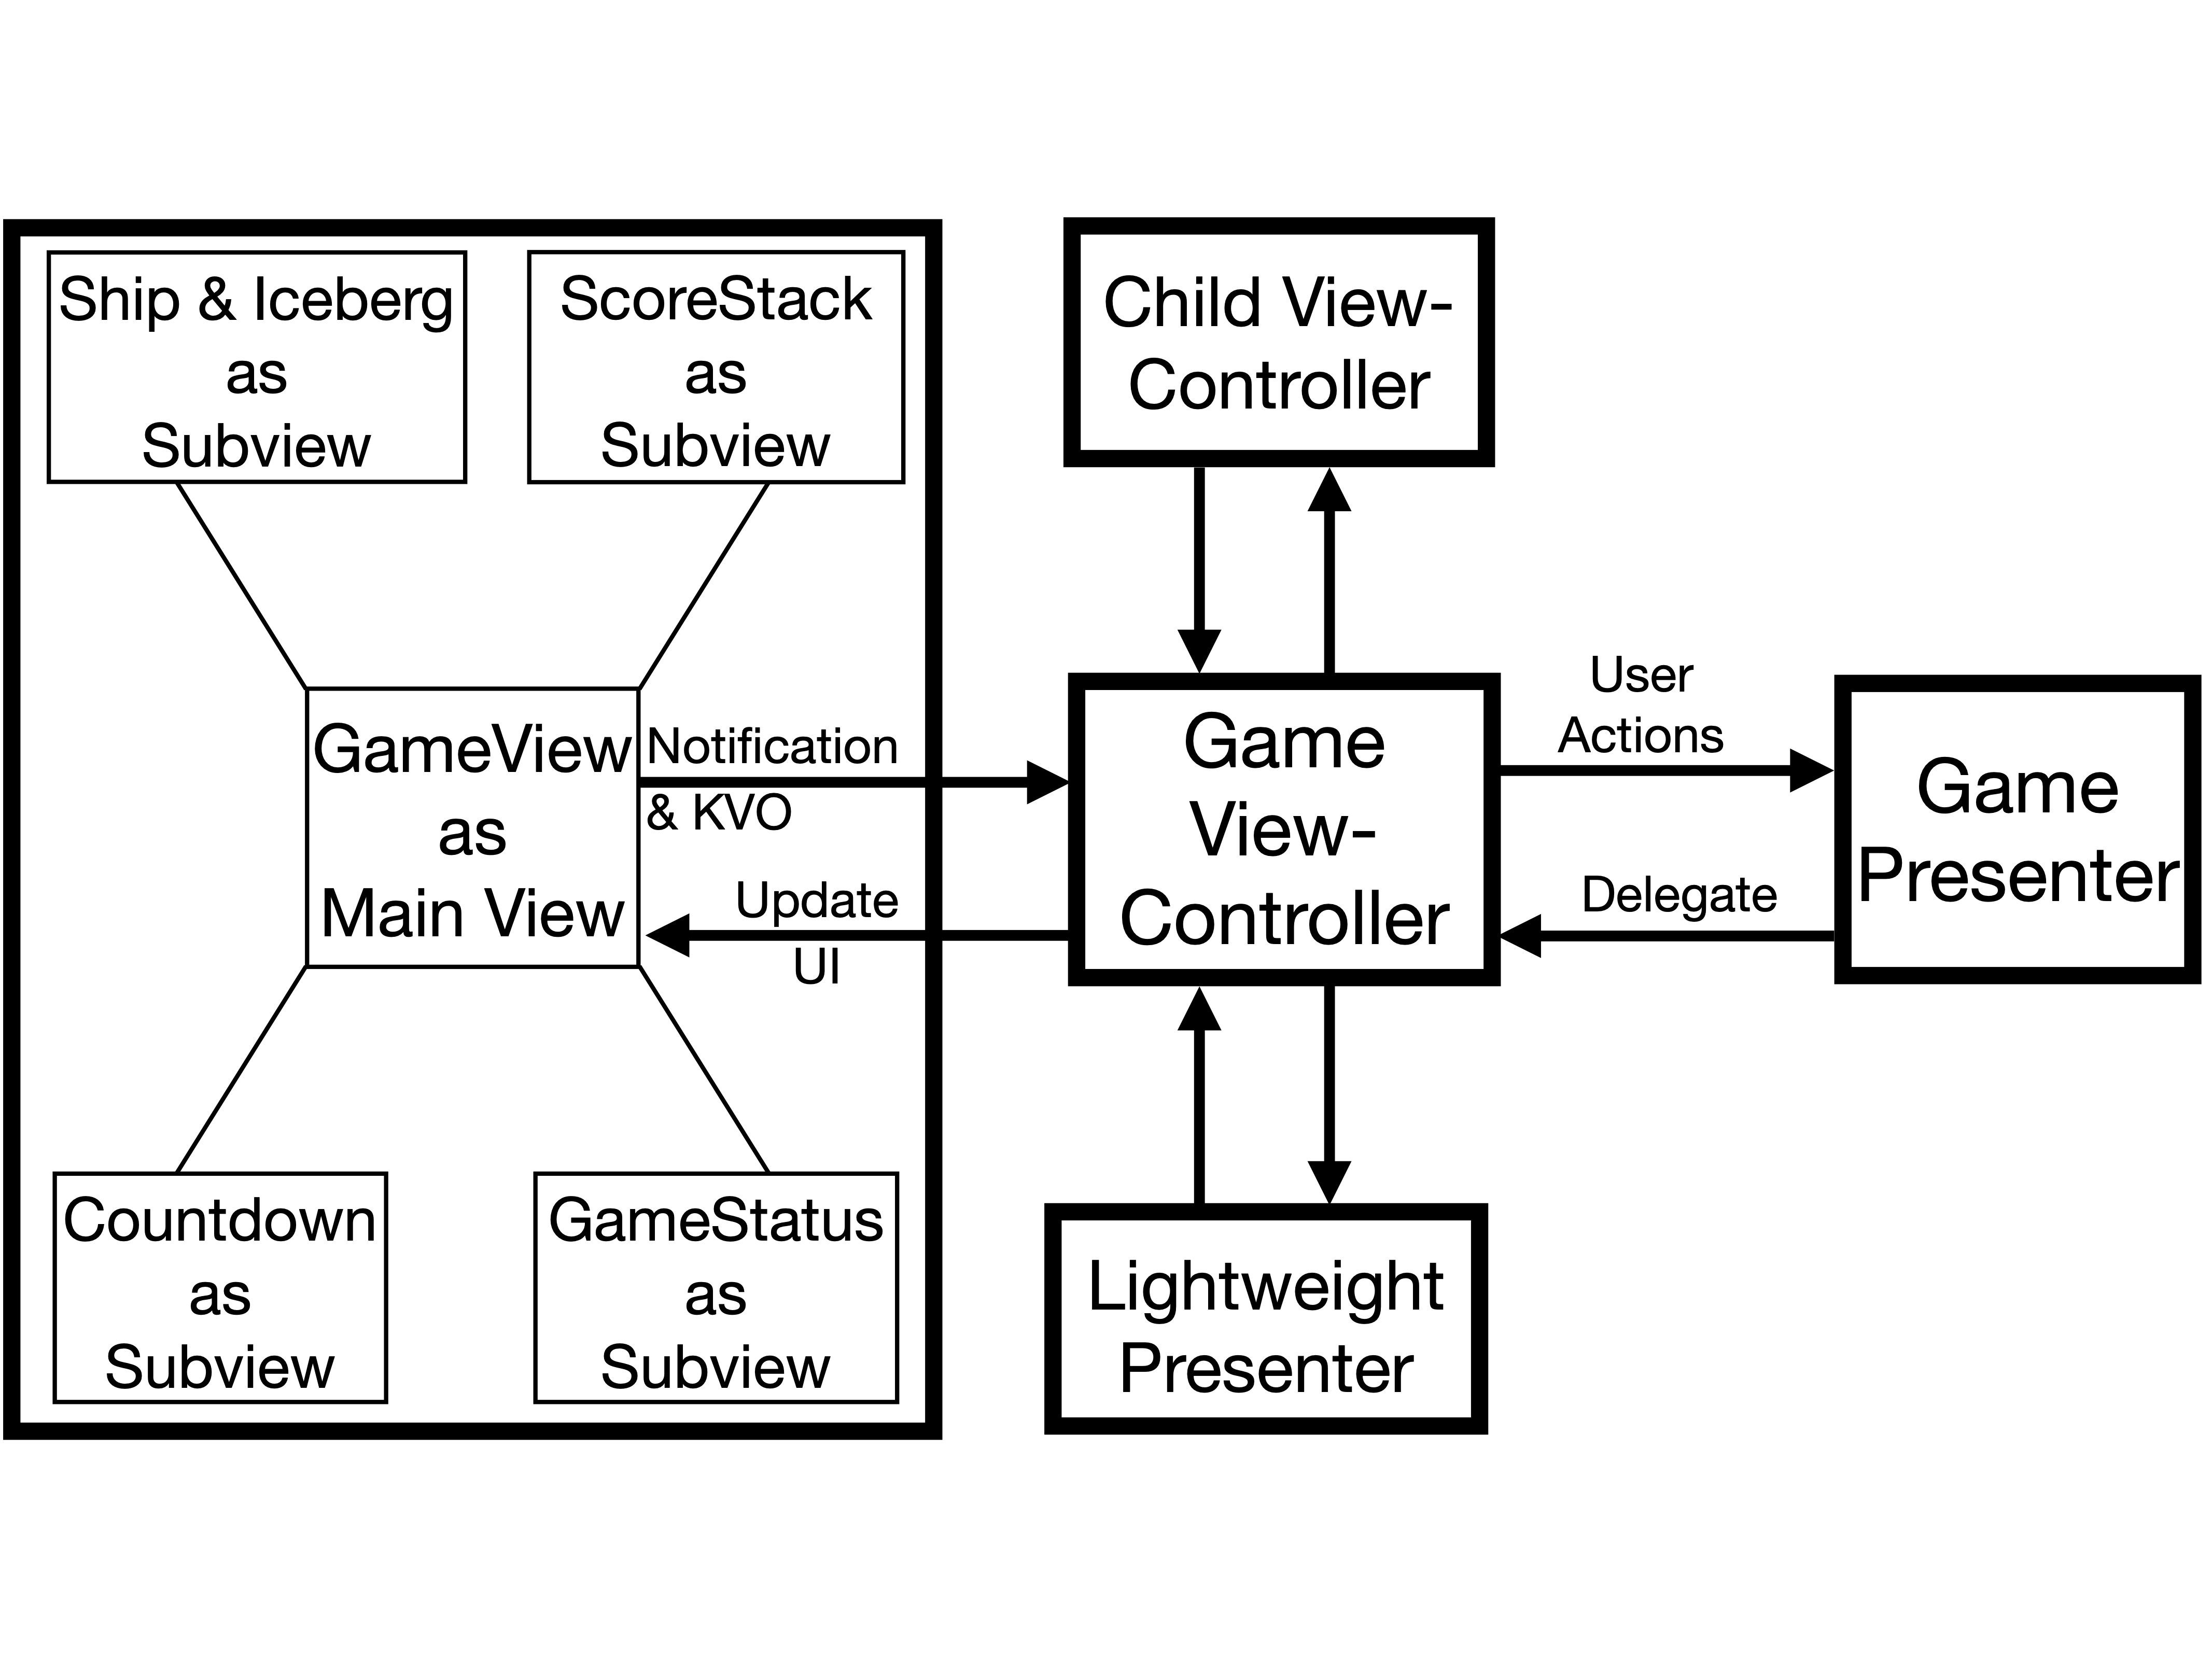 Ship & Iceberg
as
Subview
ScoreStack
as
Subview
GameView
as
Main View
Notification
& KVO
Update
UI
Countdown
as
Subview
GameStatus
as
Subview
Child View-
Controller
Game
View-
Controller
Lightweight
Presenter
User
Actions
Delegate
Game
Presenter